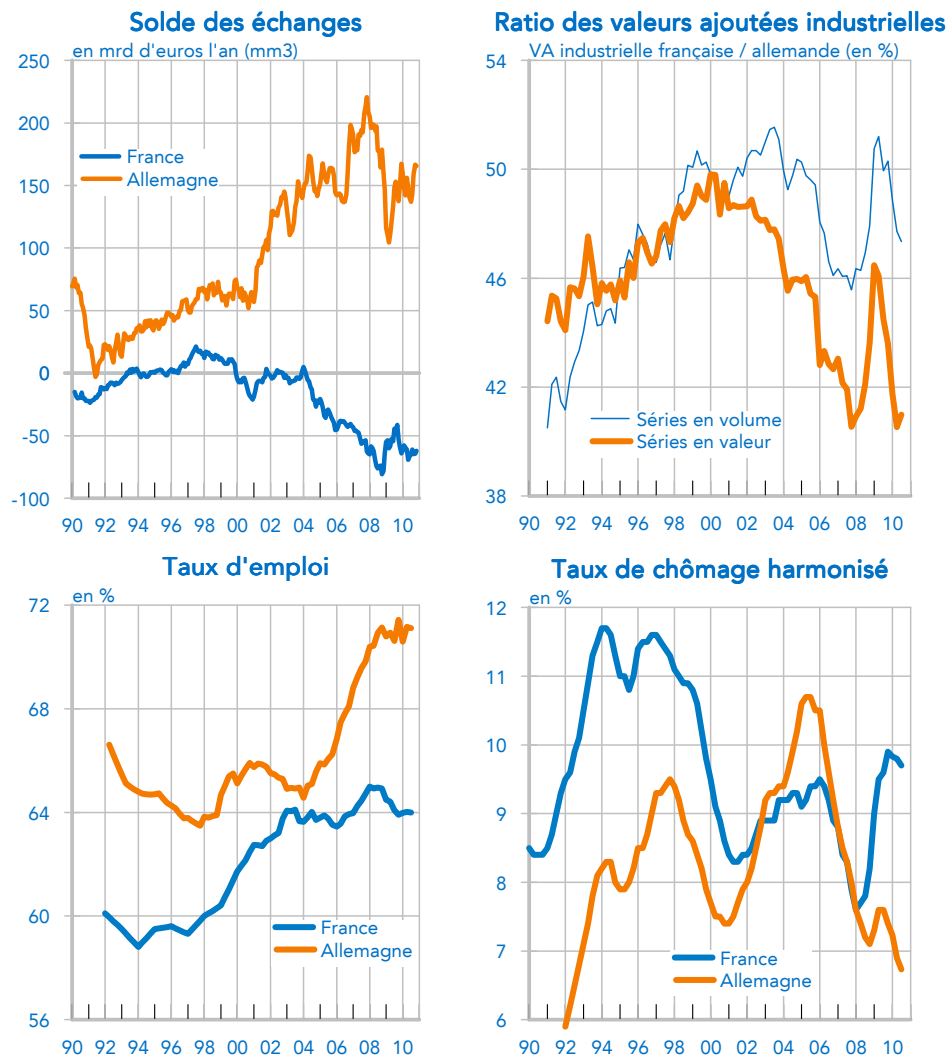 Solde des échanges
en mrd d'euros l'an (mm3)
250
200
150
100
50
0
-50
-100
France
Allemagne
90 92 94 96 98 00 02 04 06 08 10
Ratio des valeurs ajoutées industrielles
VA industrielle française / allemande (en %)
54
50
46
42
38
Séries en volume
Séries en valeur
90 92 94 96 98 00 02 04 06 08 10
Taux d'emploi
en %
72
68
64
60
56
France
Allemagne
90 92 94 96 98 00 02 04 06 08 10
Taux de chômage harmonisé
en %
12
11
10
9
8
7
6
France
Allemagne
90 92 94 96 98 00 02 04 06 08 10